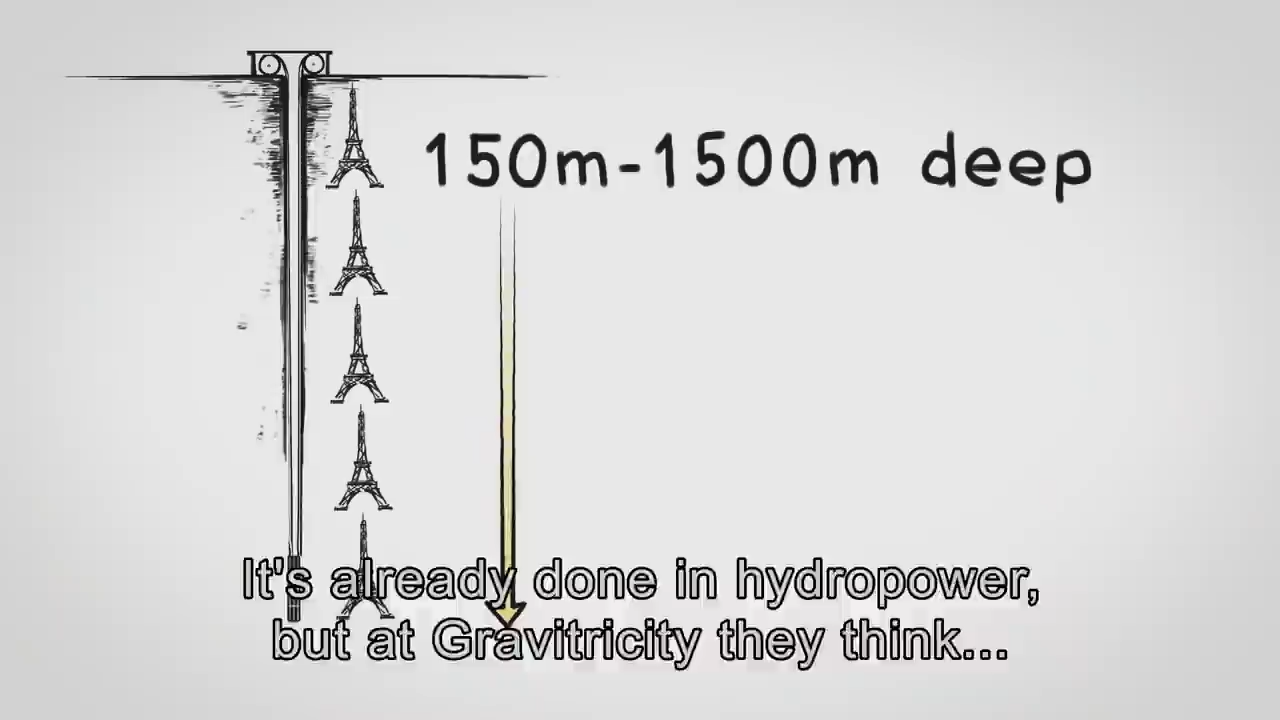 150m-1500m deep
It's already done in hydropower,
but at Gravitricity they think...